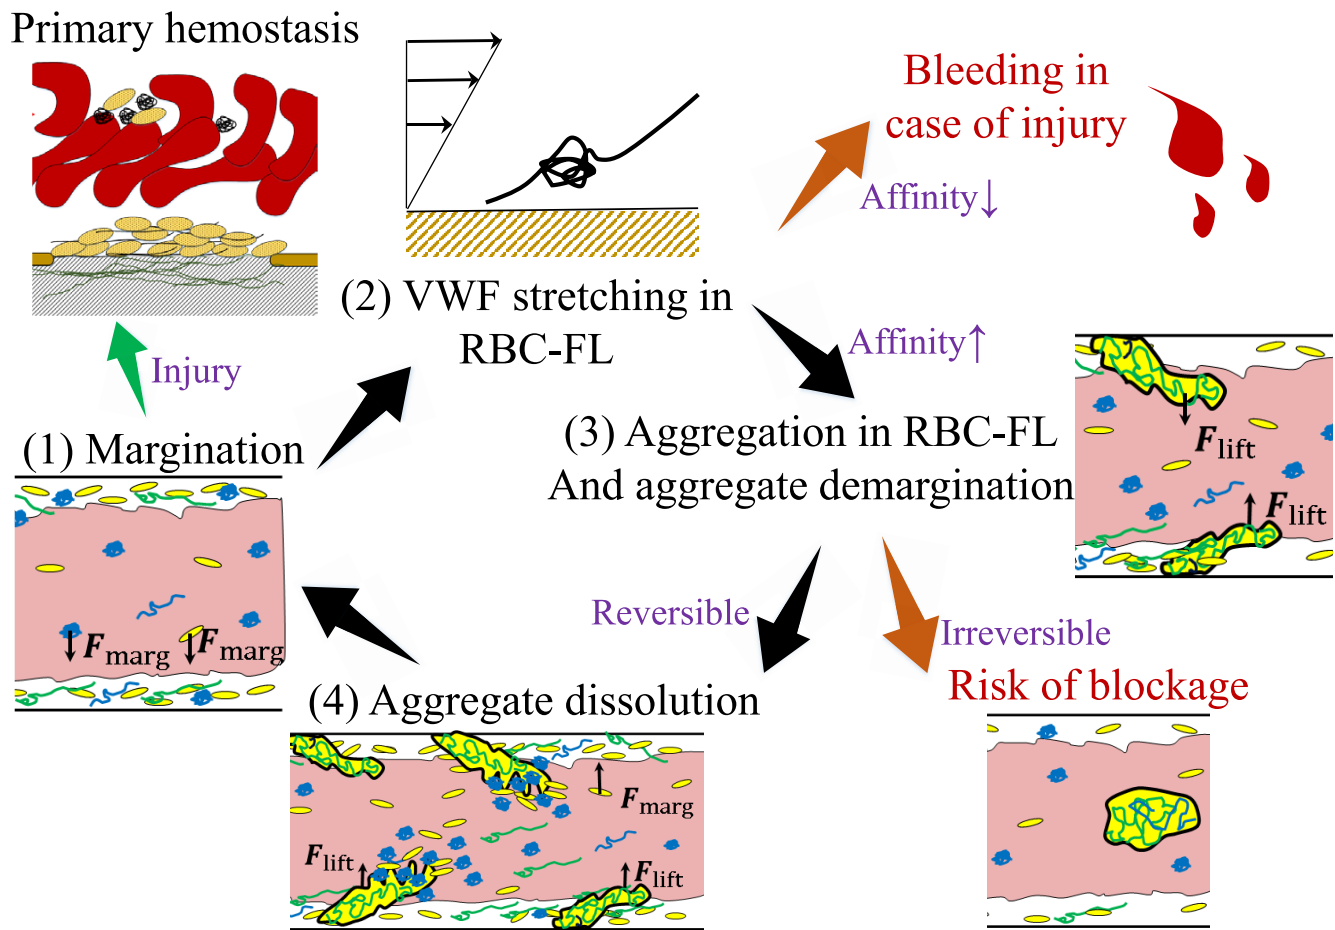 Primary hemostasis
Bleeding in
case of injury
Affinity↓
(2) VWF stretching in
RBC-FL
Affinity↑
Injury
(1) Margination
(3) Aggregation in RBC-FL
And aggregate demargination
F lift
F lift
Reversible
Irreversible
F marg
F marg
Risk of blockage
(4) Aggregate dissolution
F marg
F lift
F lift